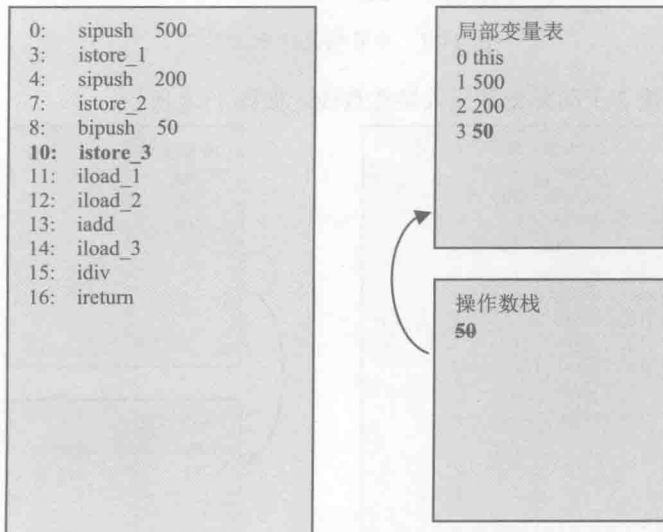 0: sipush 500
3: istore_1
4: sipush 200
7: istore_2
8: bipush 50
10: istore_3
11: iload_1
12: iload_2
13: iadd
14: iload_3
15: idiv
16: ireturn
局部变量表
0 this
1 500
2 200
3 50
操作数栈
50